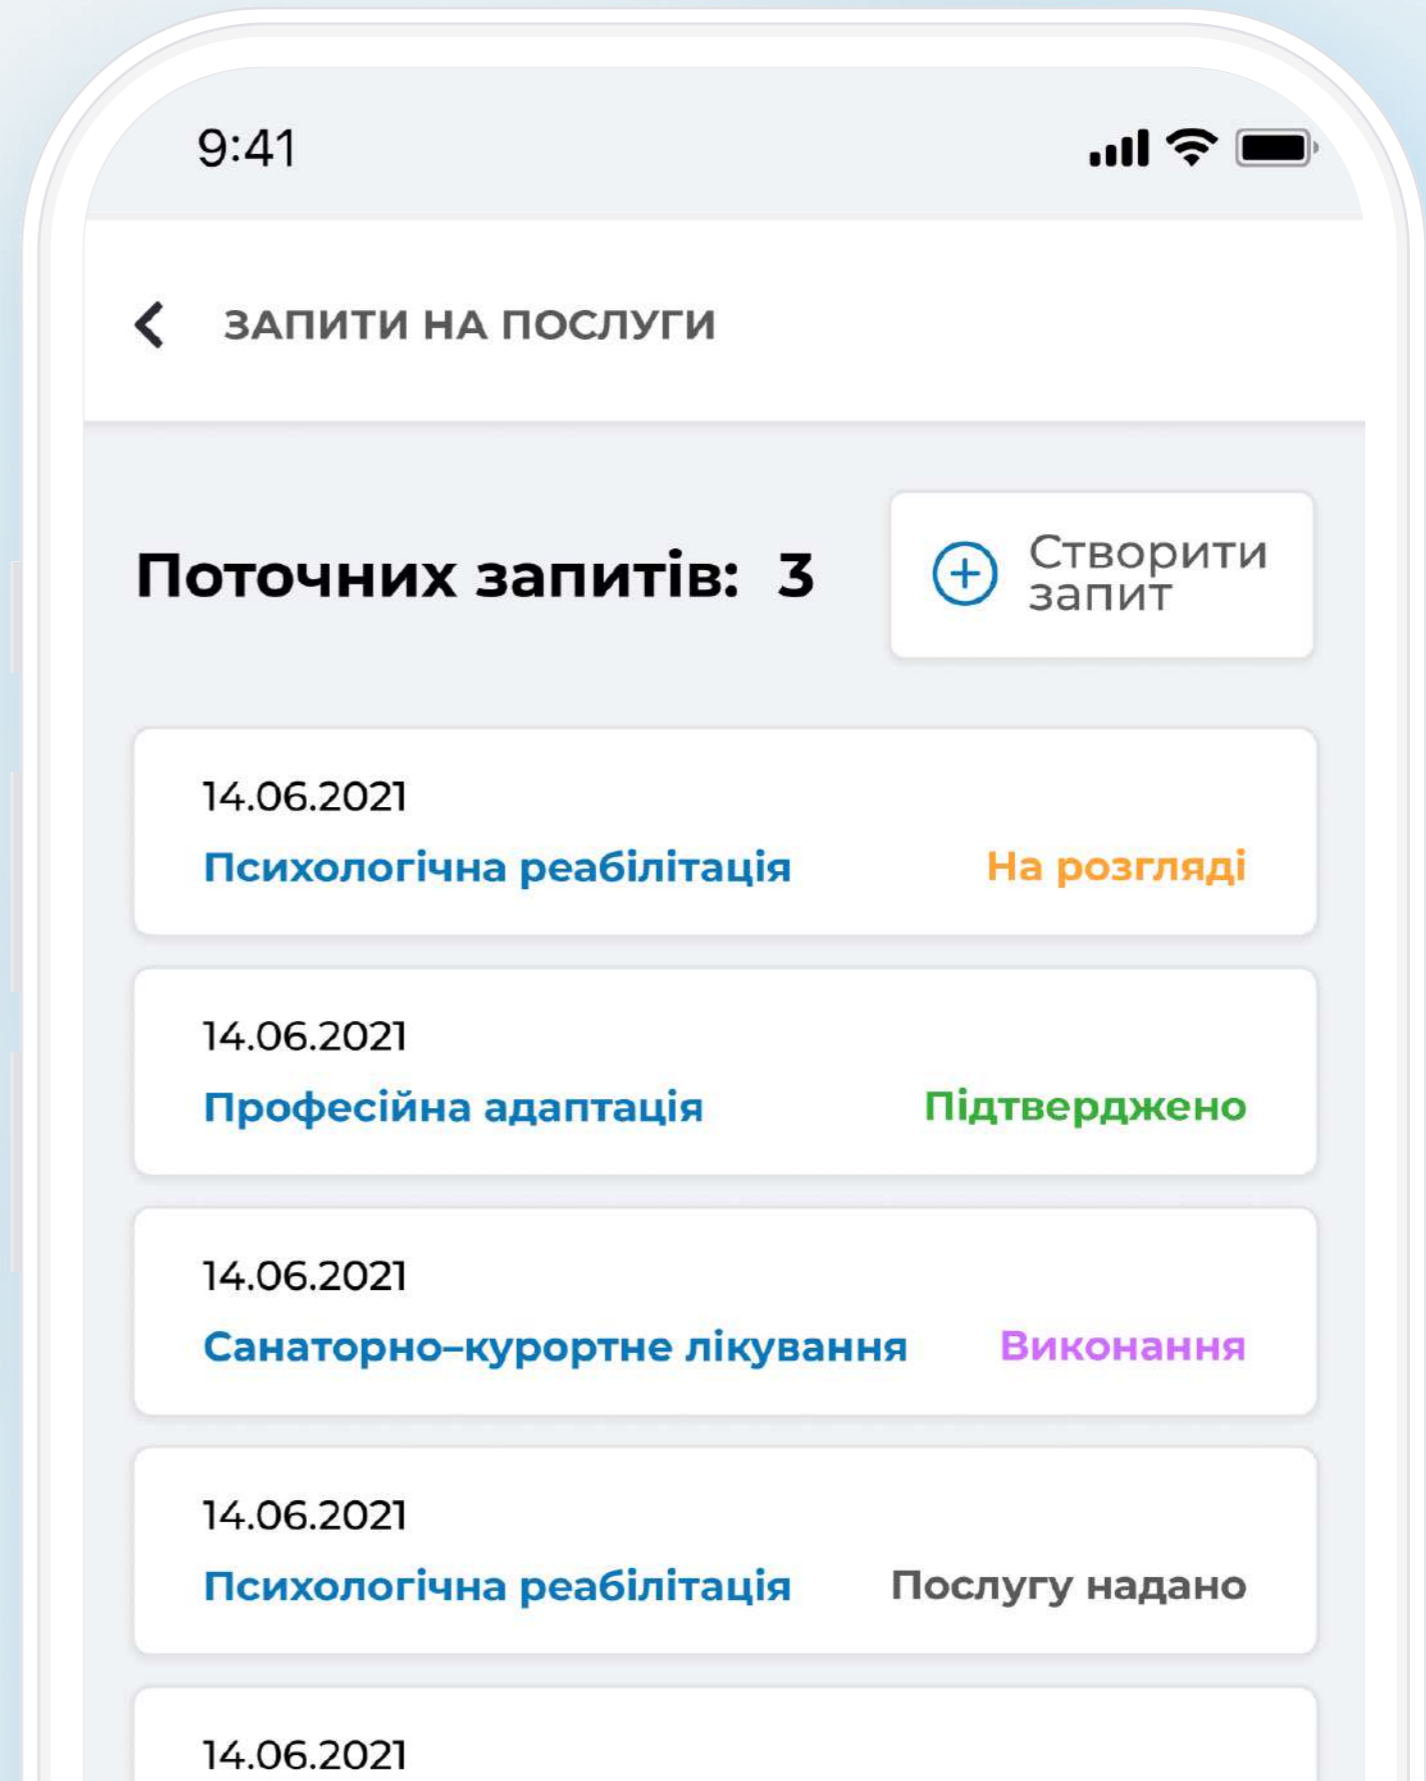 9:41
ЗАПИТИ НА ПОСЛУГИ
Поточних запитів: 3
Створити
запит
14.06.2021
Психологічна реабілітація
На розгляді
14.06.2021
Професійна адаптація
Підтверджено
14.06.2021
Санаторно–курортне лікування
Виконання
14.06.2021
Психологічна реабілітація
Послугу надано
14.06.2021